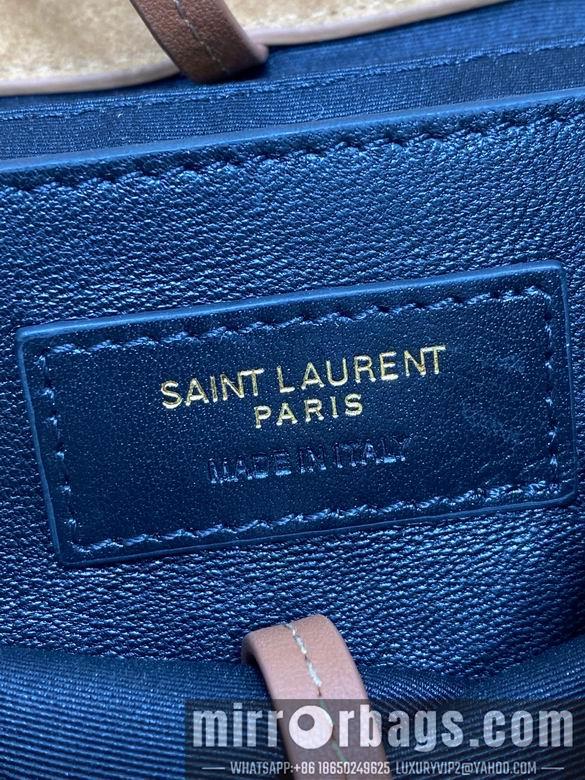 SAINT LAURENT
PARIS
MADE IN ITALY
mirrorbags.com
WHATSAPP:+86 18650249625 LUXURYVIP2@YAHOO.COM